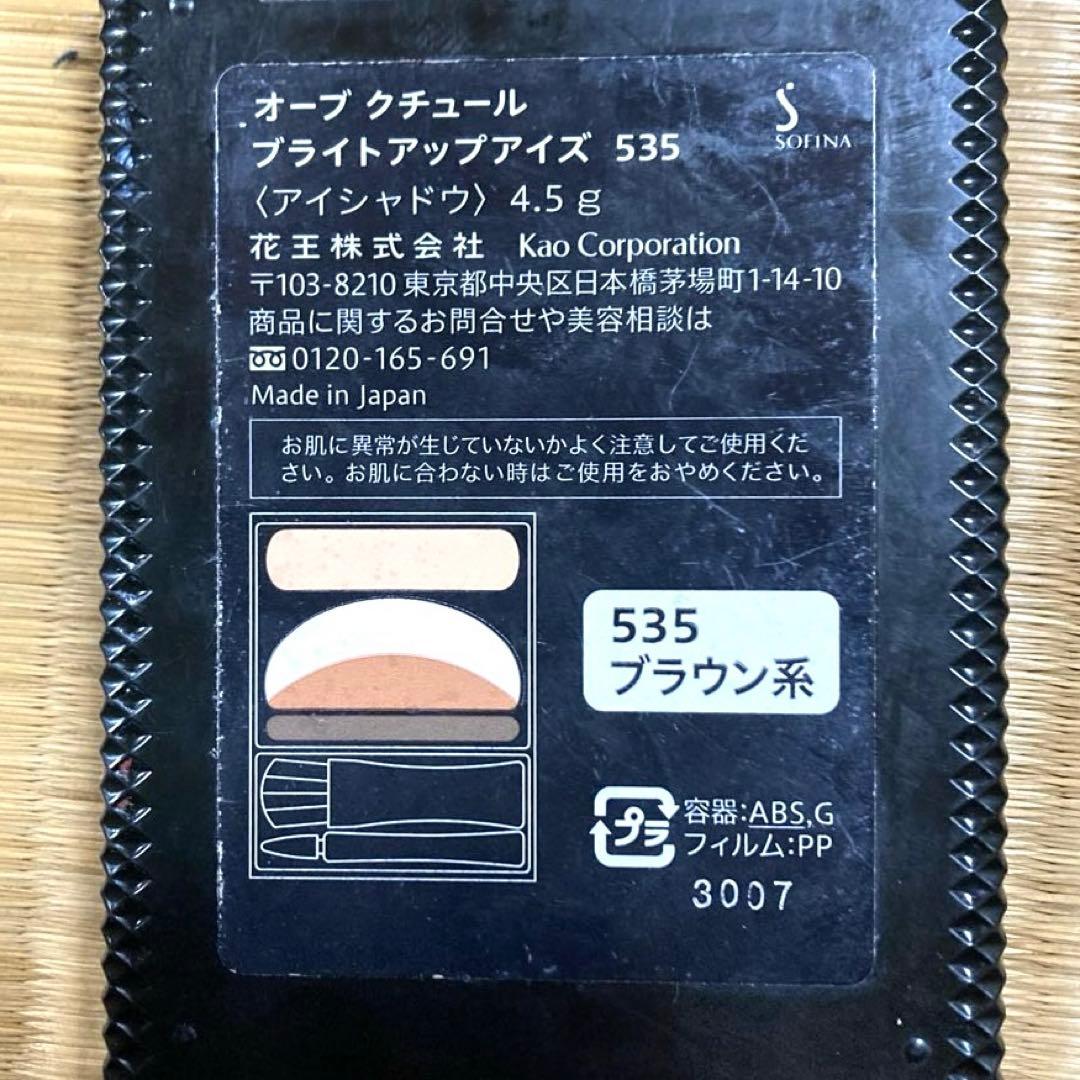 オーブ クチュール
ブライトアップアイズ 535
SOFINA
〈アイシャドウ〉4.5 g
花王株式会社 Kao Corporation
〒103-8210 東京都中央区日本橋茅場町1-14-10
商品に関するお問合せや美容相談は
0120-165-691
Made in Japan
お肌に異常が生じていないかよく注意してご使用くだ
さい。お肌に合わない時はご使用をおやめください。
535
ブラウン系
プラ
容器:ABS,G
フィルム:PP
3007